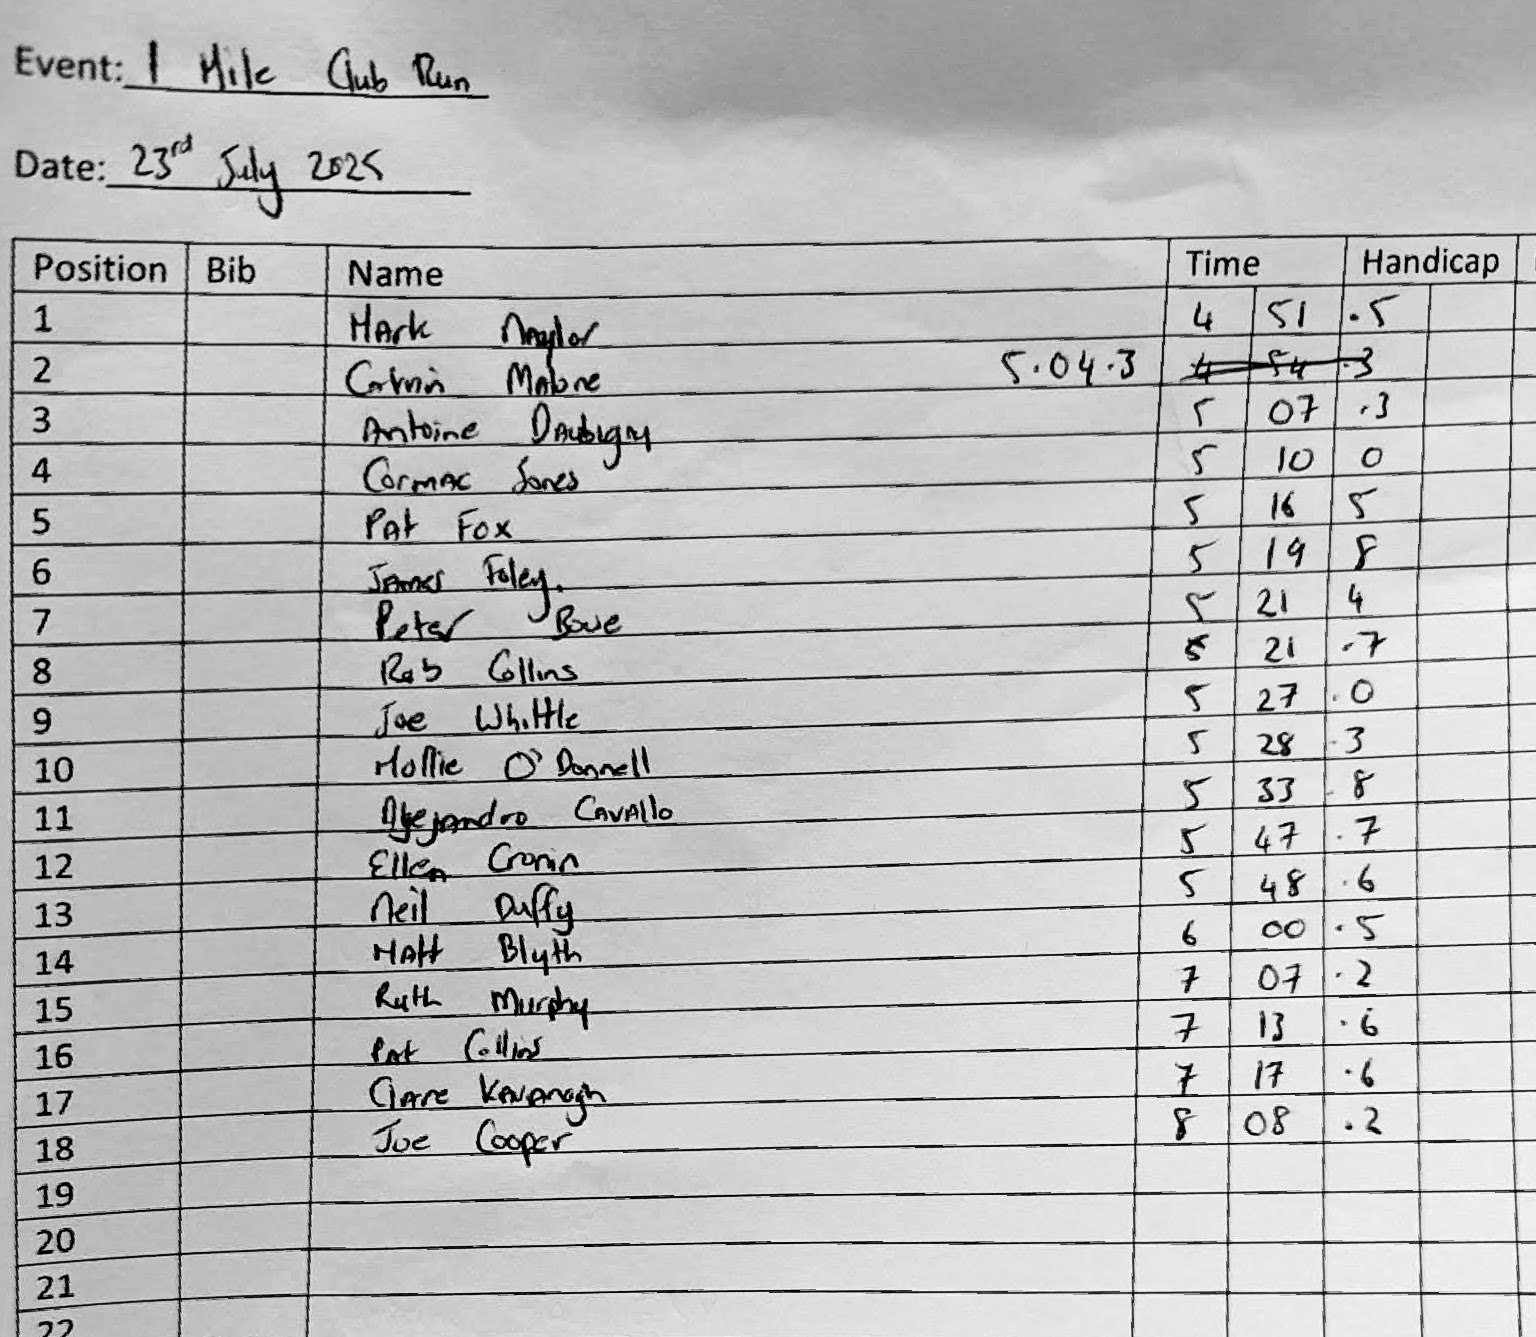 Event: 1 Mile Club Run
Date: 23rd July 2025
Position Bib Name Time Handicap
1 Mark Naylor 4 51 .5
2 Malone 5.04.3 4 54 .3
3 Antoine Daubigny 5 07 .3
4 Cormac Jones 5 10 0
5 Pat Fox 5 16 5
6 James Foley. 5 19 8
7 Peter Bowe 5 21 4
8 Rab Collins 5 21 .7
9 Joe Whittle 5 27 .0
10 Mollie O'Donnell 5 28 .3
11 Alejandro Cavallo 5 33 .8
12 Ellen Cronin 5 47 .7
13 Neil Duffy 5 48 .6
14 Matt Blyth 6 00 .5
15 Ruth Murphy 7 07 .2
16 Pat Collins 7 13 .6
17 Clare Kavanagh 7 17 .6
18 Joe Cooper 8 08 .2
19
20
21
22